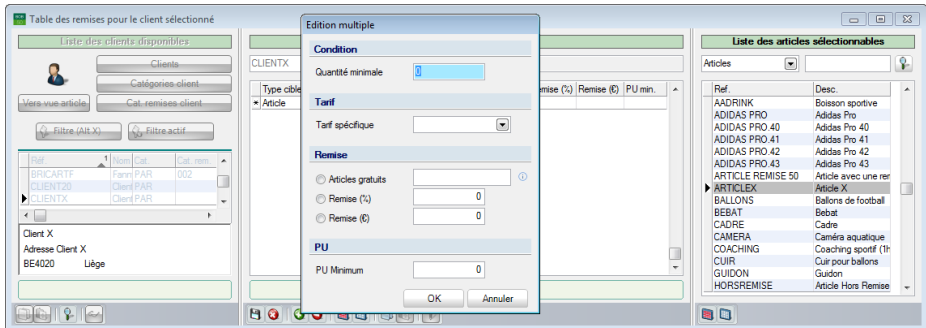 Table des remises pour le client sélectionné
Liste des clients disponibles
Clients
Catégories client
Vers vue article
Cat. remises client
Filtre (Alt X)
Filtre actif
Réf. 1 Nom Cat. Cat. rem.
BRICARTF Fann PAR 002
CLIENT20 Client PAR
CLIENTX Client PAR
Client X
Adresse Client X
BE4020 Liège
CLIENTX
Type cible
emise (%) Remise (€) PU min.
Article
Edition multiple
Condition
Quantité minimale 0
Tarif
Tarif spécifique
Remise
Articles gratuits
Remise (%) 0
Remise (€) 0
PU
PU Minimum 0
OK Annuler
Liste des articles sélectionnables
Articles
Ref. Desc.
AADRINK Boisson sportive
ADIDAS PRO Adidas Pro
ADIDAS PRO.40 Adidas Pro 40
ADIDAS PRO.41 Adidas Pro 41
ADIDAS PRO.42 Adidas Pro 42
ADIDAS PRO.43 Adidas Pro 43
ARTICLE REMISE 50 Article avec une rer
ARTICLEX Article X
BALLONS Ballons de football
BEBAT Bebat
CADRE Cadre
CAMERA Caméra aquatique
COACHING Coaching sportif (1h
CUIR Cuir pour ballons
GUIDON Guidon
HORSREMISE Article Hors Remise